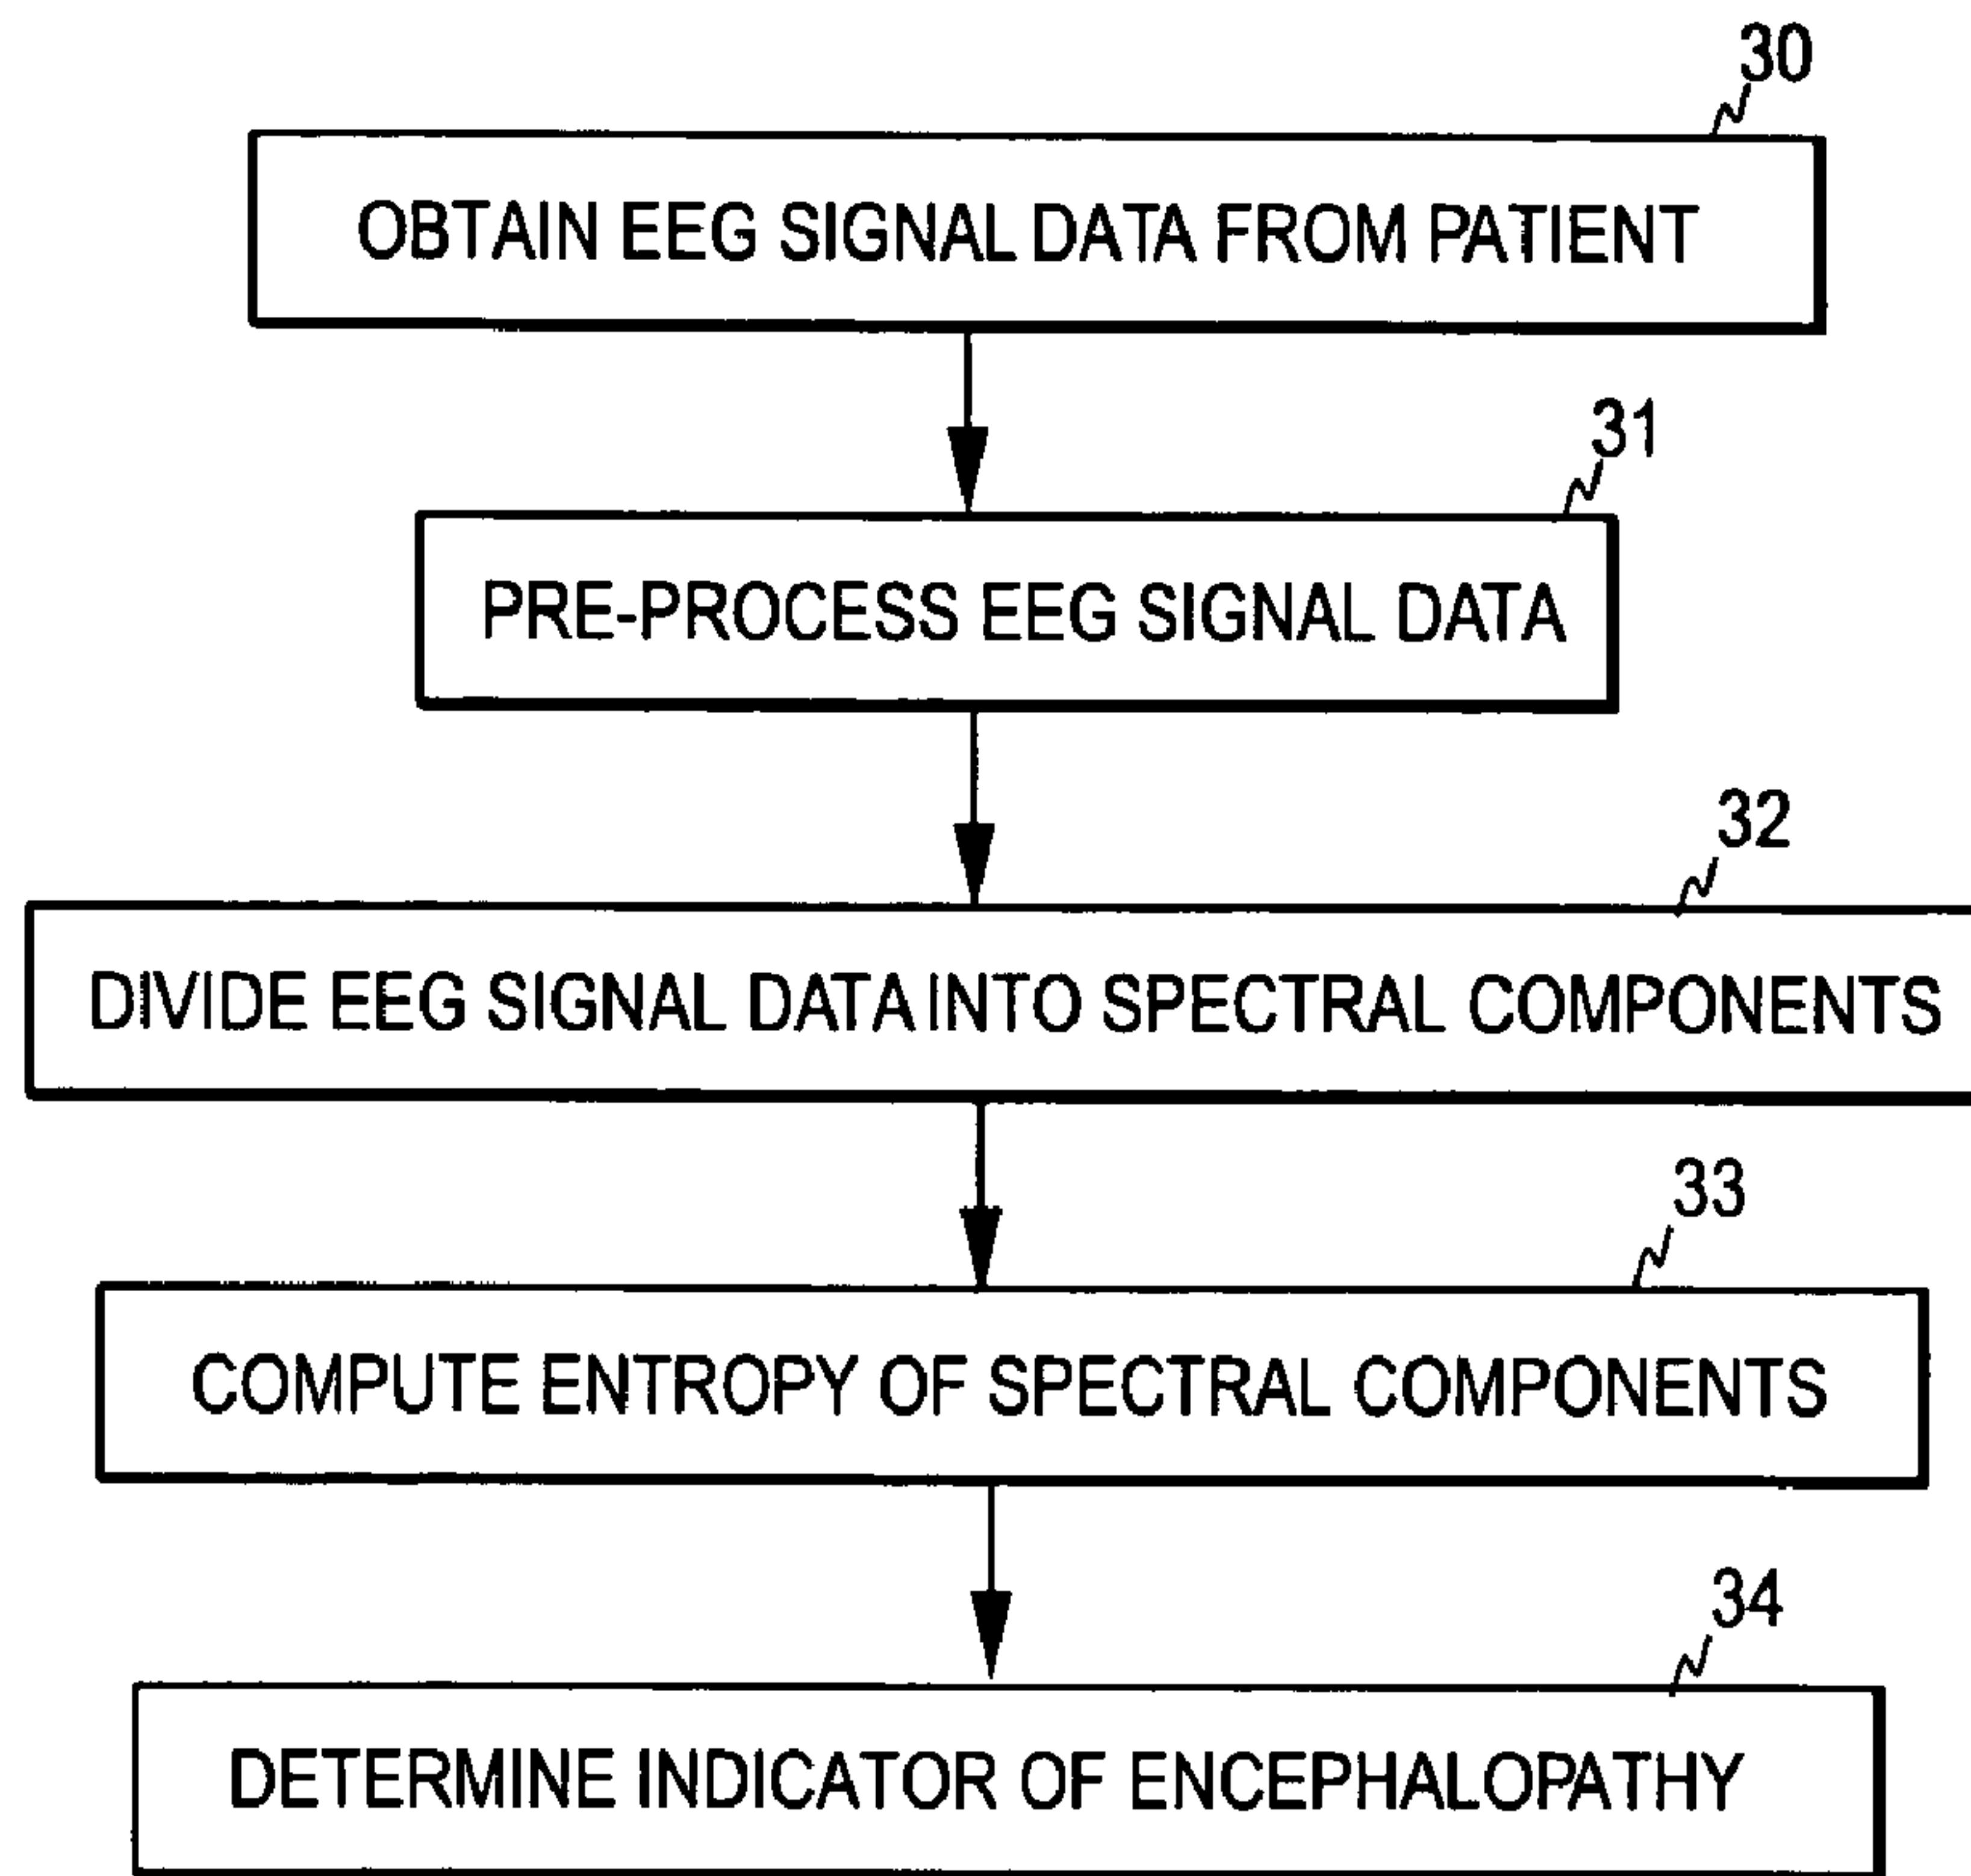 30
OBTAIN EEG SIGNAL DATA FROM PATIENT
31
PRE-PROCESS EEG SIGNAL DATA
32
DIVIDE EEG SIGNAL DATA INTO SPECTRAL COMPONENTS
33
COMPUTE ENTROPY OF SPECTRAL COMPONENTS
34
DETERMINE INDICATOR OF ENCEPHALOPATHY